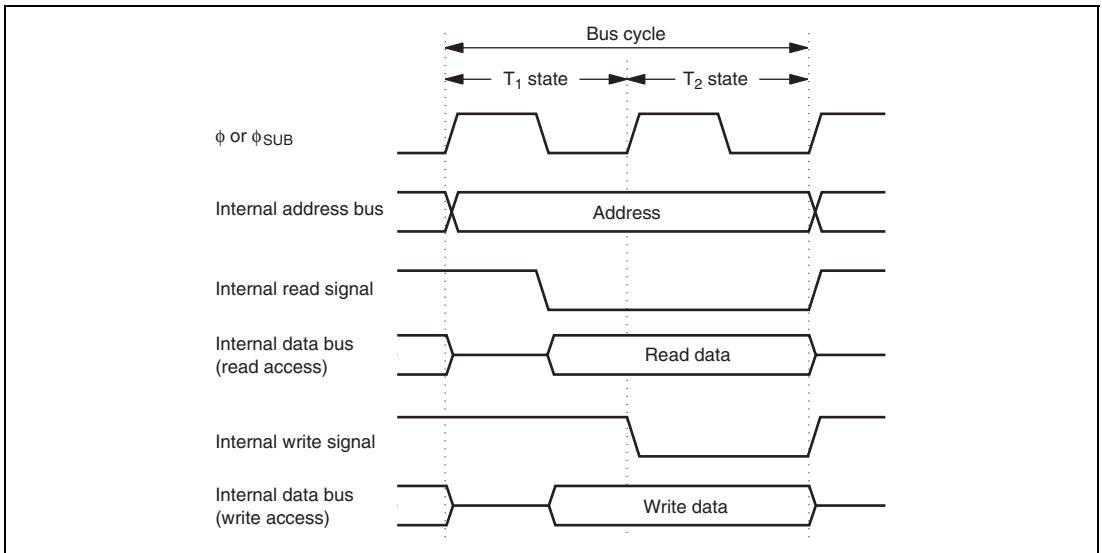 Bus cycle
T₁ state
T₂ state
ϕ or ϕSUB
Internal address bus
Address
Internal read signal
Internal data bus
(read access)
Read data
Internal write signal
Internal data bus
(write access)
Write data